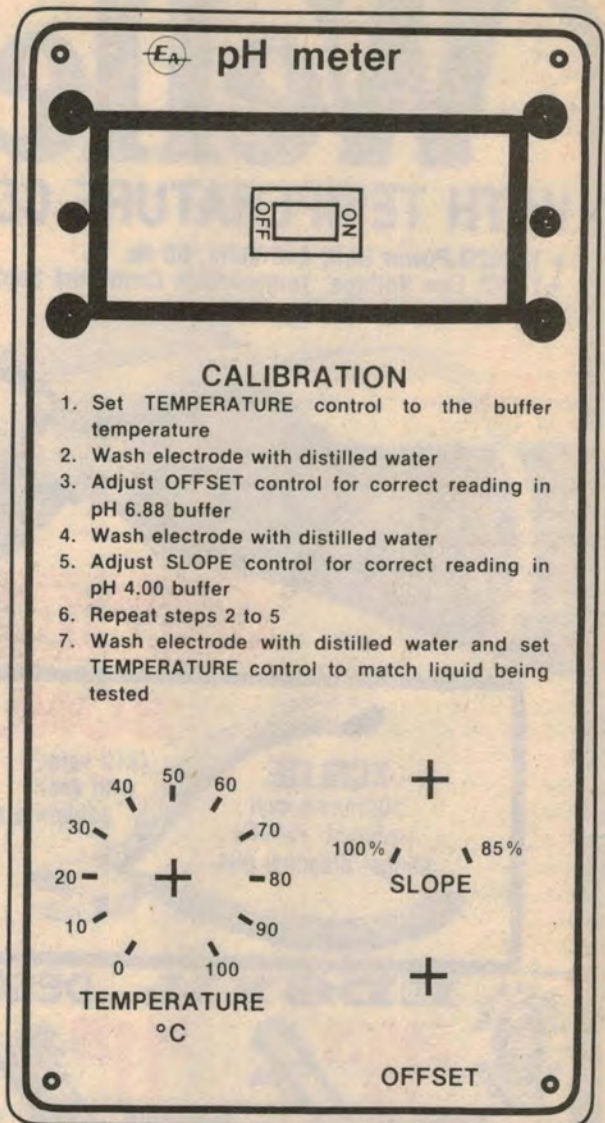 EA pH meter
OFF ON
CALIBRATION
1. Set TEMPERATURE control to the buffer
temperature
2. Wash electrode with distilled water
3. Adjust OFFSET control for correct reading in
pH 6.88 buffer
4. Wash electrode with distilled water
5. Adjust SLOPE control for correct reading in
pH 4.00 buffer
6. Repeat steps 2 to 5
7. Wash electrode with distilled water and set
TEMPERATURE control to match liquid being
tested
0 10 20 30 40 50 60 70 80 90 100
TEMPERATURE
°C
100% 85%
SLOPE
OFFSET